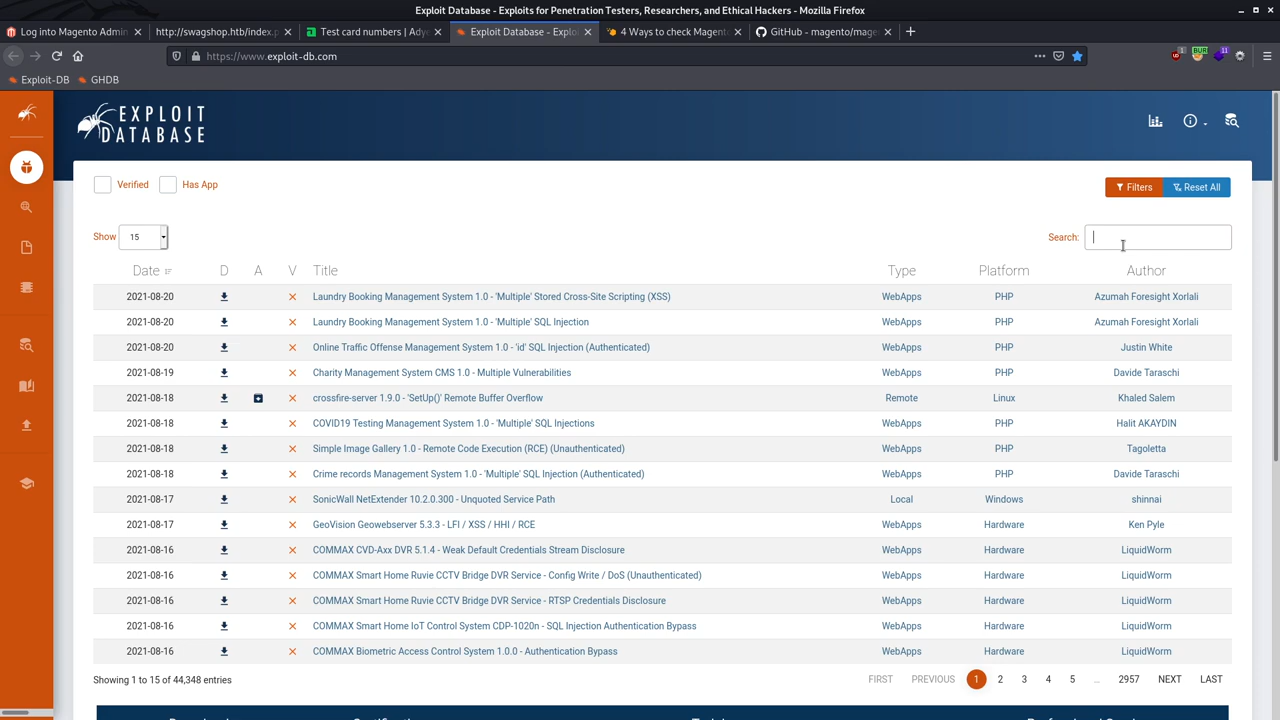 Exploit Database - Exploits for Penetration Testers, Researchers, and Ethical Hackers - Mozilla Firefox
Log into Magento Admin
http://swagshop.htb/index.p
Test card numbers | Adye
Exploit Database - Explo
4 Ways to check Magent
GitHub - magento/mage
https://www.exploit-db.com
1
BUR
11
Exploit-DB
GHDB
EXPLOIT
DATABASE
Verified
Has App
Filters
Reset All
Show 15
Search:
Date D A V Title Type Platform Author
2021-08-20 Laundry Booking Management System 1.0 - 'Multiple' Stored Cross-Site Scripting (XSS) WebApps PHP Azumah Foresight Xorlali
2021-08-20 Laundry Booking Management System 1.0 - 'Multiple' SQL Injection WebApps PHP Azumah Foresight Xorlali
2021-08-20 Online Traffic Offense Management System 1.0 - 'id' SQL Injection (Authenticated) WebApps PHP Justin White
2021-08-19 Charity Management System CMS 1.0 - Multiple Vulnerabilities WebApps PHP Davide Taraschi
2021-08-18 crossfire-server 1.9.0 - 'SetUp()' Remote Buffer Overflow Remote Linux Khaled Salem
2021-08-18 COVID19 Testing Management System 1.0 - 'Multiple' SQL Injections WebApps PHP Halit AKAYDIN
2021-08-18 Simple Image Gallery 1.0 - Remote Code Execution (RCE) (Unauthenticated) WebApps PHP Tagoletta
2021-08-18 Crime records Management System 1.0 - 'Multiple' SQL Injection (Authenticated) WebApps PHP Davide Taraschi
2021-08-17 SonicWall NetExtender 10.2.0.300 - Unquoted Service Path Local Windows shinnai
2021-08-17 GeoVision Geowebserver 5.3.3 - LFI / XSS / HHI / RCE WebApps Hardware Ken Pyle
2021-08-16 COMMAX CVD-Axx DVR 5.1.4 - Weak Default Credentials Stream Disclosure WebApps Hardware LiquidWorm
2021-08-16 COMMAX Smart Home Ruvie CCTV Bridge DVR Service - Config Write / DoS (Unauthenticated) WebApps Hardware LiquidWorm
2021-08-16 COMMAX Smart Home Ruvie CCTV Bridge DVR Service - RTSP Credentials Disclosure WebApps Hardware LiquidWorm
2021-08-16 COMMAX Smart Home IoT Control System CDP-1020n - SQL Injection Authentication Bypass WebApps Hardware LiquidWorm
2021-08-16 COMMAX Biometric Access Control System 1.0.0 - Authentication Bypass WebApps Hardware LiquidWorm
Showing 1 to 15 of 44,348 entries
FIRST PREVIOUS 1 2 3 4 5 … 2957 NEXT LAST